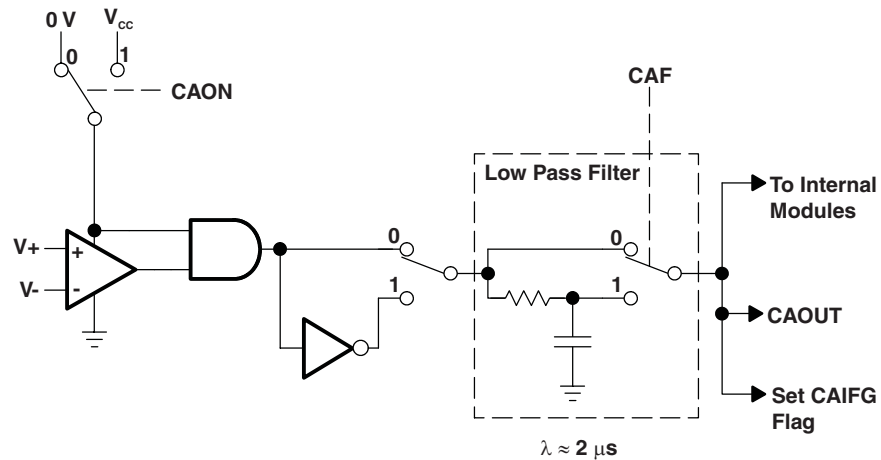 0 V
Vcc
0
1
CAON
CAF
Low Pass Filter
To Internal
Modules
V+
+
0
0
V-
-
1
1
CAOUT
Set CAIFG
Flag
λ ≈ 2 μs